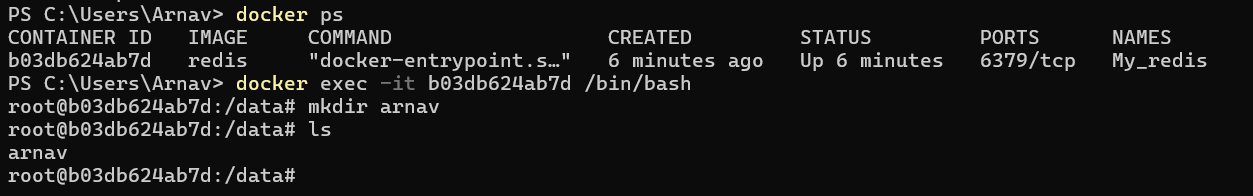 PS C:\Users\Arnav> docker ps
CONTAINER ID   IMAGE     COMMAND                  CREATED         STATUS         PORTS      NAMES
b03db624ab7d   redis     "docker-entrypoint.s…"   6 minutes ago   Up 6 minutes   6379/tcp   My_redis
PS C:\Users\Arnav> docker exec -it b03db624ab7d /bin/bash
root@b03db624ab7d:/data# mkdir arnav
root@b03db624ab7d:/data# ls
arnav
root@b03db624ab7d:/data#